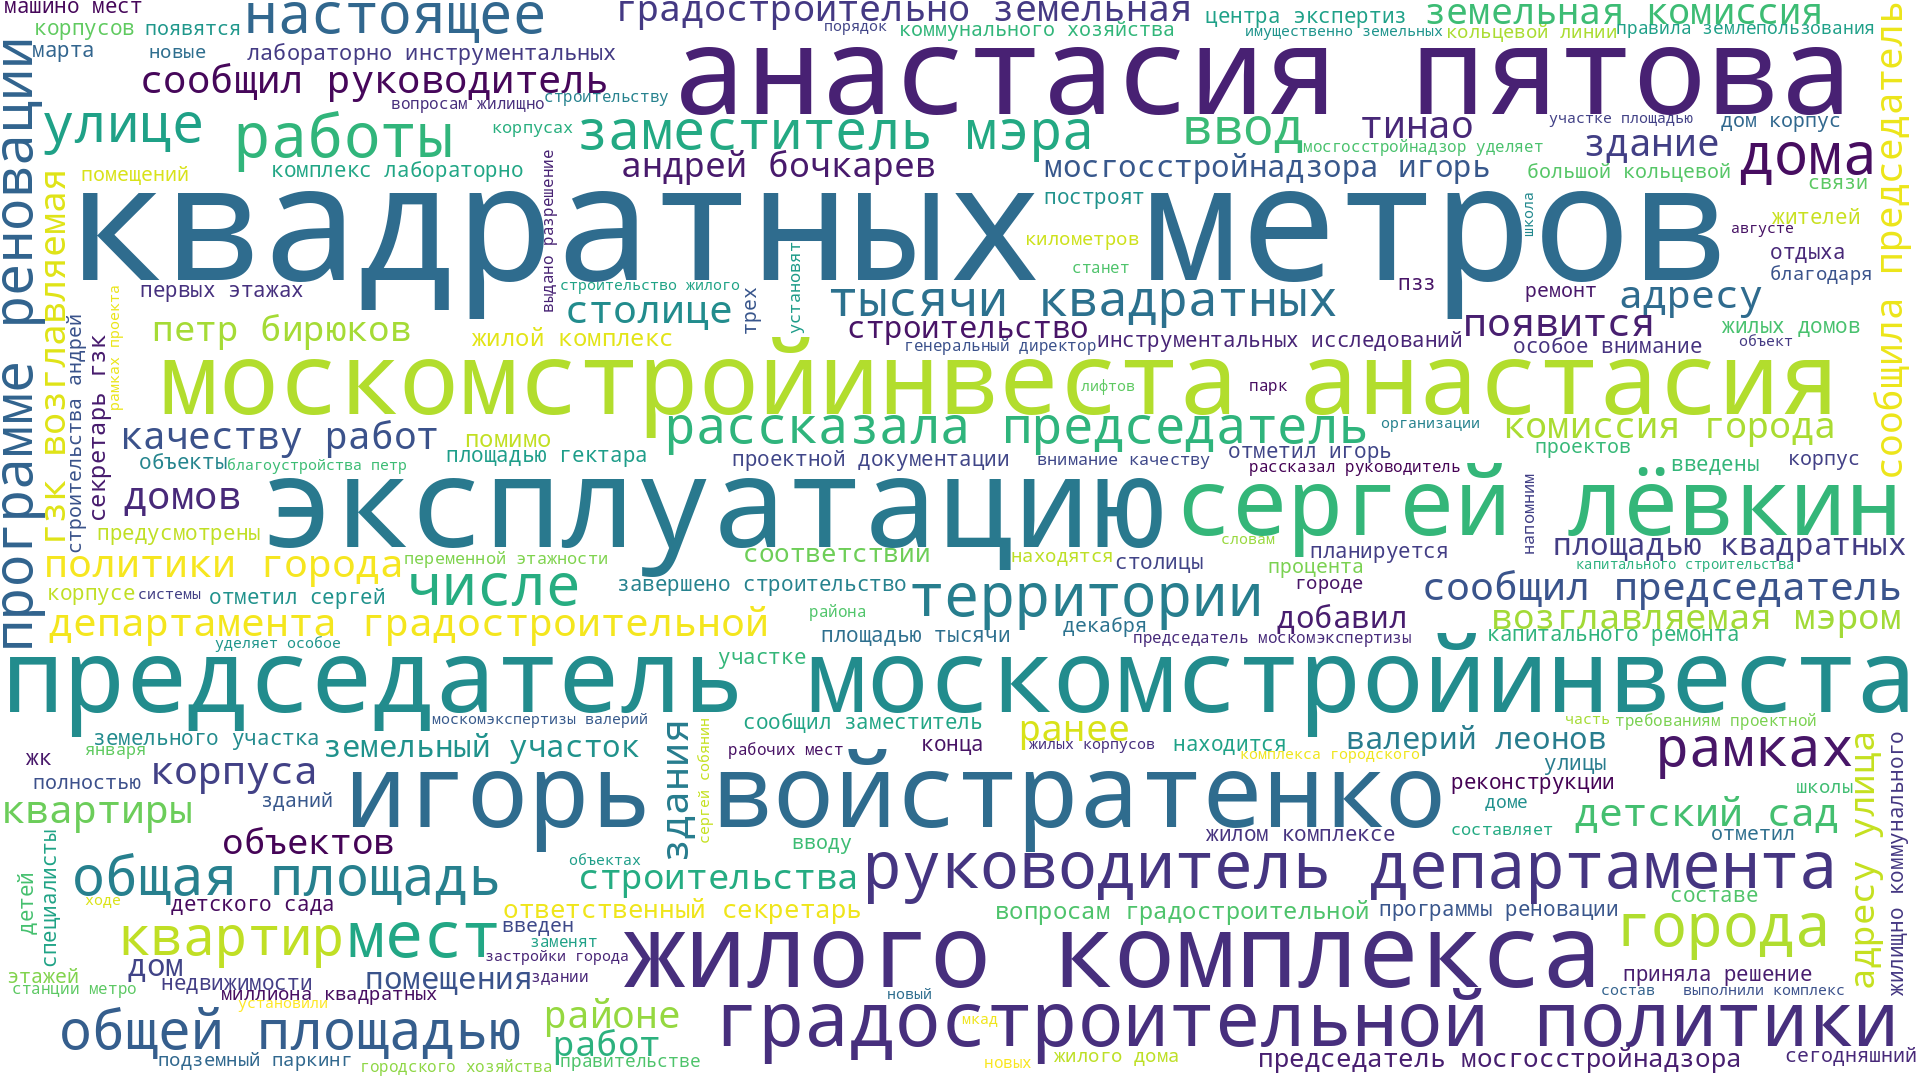 машино мест
настоящее
градостроительно земельная
центра экспертиз
земельная комиссия
корпусов
появятся
порядок
коммунального хозяйства
имущественно земельных
кольцевой линии
правила землепользования
марта
новые
лабораторно инструментальных
анастасия пятова
сообщил руководитель
вопросам жилищно
строительству
программе реновации
сообщила председатель
улице
работы
корпусах
заместитель мэра
ввод
тинао
участке площадью
дом корпус
мосгосстройнадзор уделяет
здание
дома
помещений
комплекс лабораторно
андрей бочкарев
мосгосстройнадзора игорь
большой кольцевой
связи
гзк возглавляемая
выдано разрешение
квадратных метров
построят
школа
жителей
августе
километров
отдыха
станет
благодаря
установят
первых этажах
строительство жилого
трех
столице
тысячи квадратных
пзз
ремонт
адресу
рамках проекта
строительства андрей
секретарь гзк
петр бирюков
жилой комплекс
строительство
появится
жилых домов
генеральный директор
инструментальных исследований
особое внимание
объект
москомстройинвеста анастасия
лифтов
парк
качеству работ
рассказала председатель
организации
комиссия города
помимо
проектов
объекты
благоустройства петр
площадью гектара
проектной документации
внимание качеству
отметил игорь
рассказал руководитель
введены
корпус
домов
эксплуатацию
сергей лёвкин
напомним
предусмотрены
соответствии
находятся
словам
планируется
площадью квадратных
политики города
переменной этажности
столицы
процента
капитального строительства
корпусе
системы
отметил сергей
числе
завершено строительство
территории
городе
сообщил председатель
департамента градостроительной
района
добавил
возглавляемая мэром
площадью тысячи
декабря
председатель москомэкспертизы
капитального ремонта
уделяет особое
участке
председатель москомстройинвеста
москомэкспертизы валерий
сообщил заместитель
ранее
часть
требованиям проектной
земельного участка
января
земельный участок
здания
сергей собянин
рабочих мест
конца
жилых корпусов
находится
комплекса городского
валерий леонов
улицы
рамках
адресу улица
жилищно коммунального
жк
полностью
корпуса
игорь войстратенко
реконструкции
школы
квартиры
зданий
доме
детский сад
объектов
вводу
жилом комплексе
составляет
отметил
специалисты
детей
общая площадь
объектах
строительства
руководитель департамента
ходе
детского сада
ответственный секретарь
вопросам градостроительной
программы реновации
составе
квартир
мест
введен
заменят
застройки города
жилого комплекса
города
этажей
дом
станции метро
недвижимости
помещения
здании
приняла решение
миллиона квадратных
установили
новый
состав
выполнили комплекс
общей площадью
районе
мкад
градостроительной политики
работ
подземный паркинг
городского хозяйства
правительстве
новых
жилого дома
председатель мосгосстройнадзора
сегодняшний